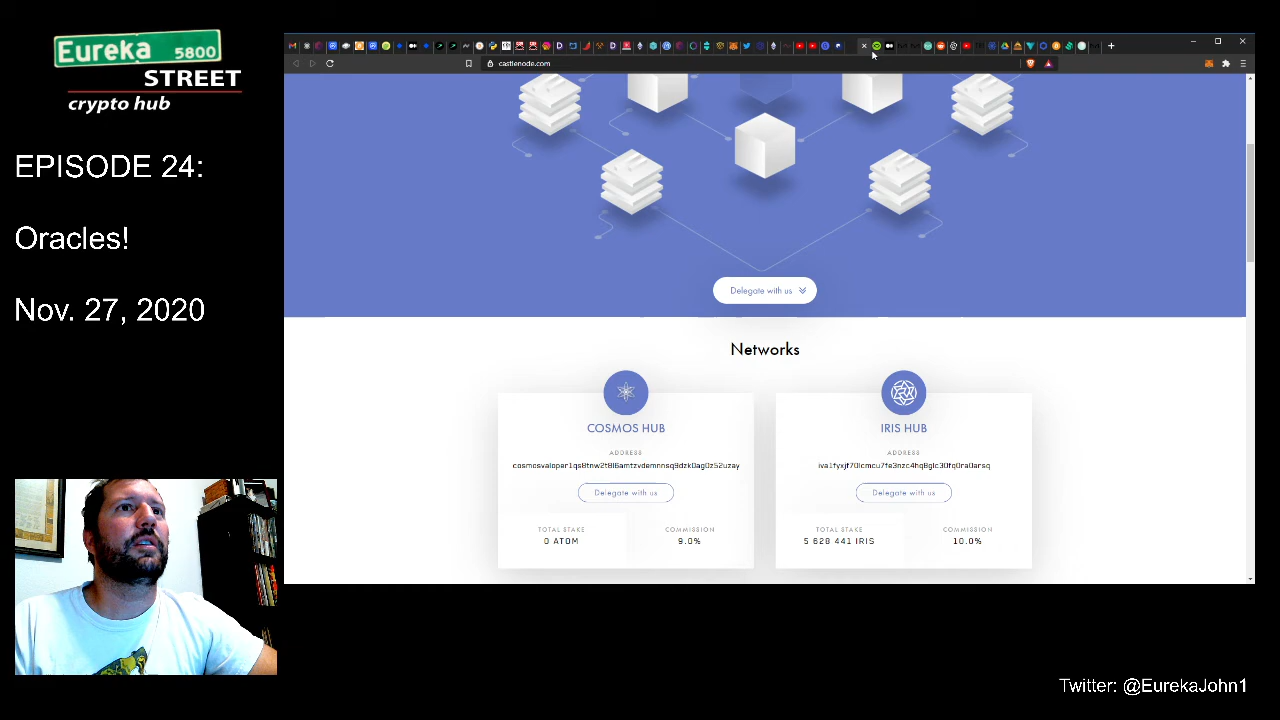 Eureka 5800
STREET
crypto hub
EPISODE 24:
Oracles!
Nov. 27, 2020
castlenode.com
Delegate with us
Networks
COSMOS HUB
IRIS HUB
ADDRESS
ADDRESS
Delegate with us
Delegate with us
TOTAL STAKE
COMMISSION
TOTAL STAKE
COMMISSION
0 ATOM
9.0%
5 628 441 IRIS
10.0%
Twitter: @EurekaJohn1